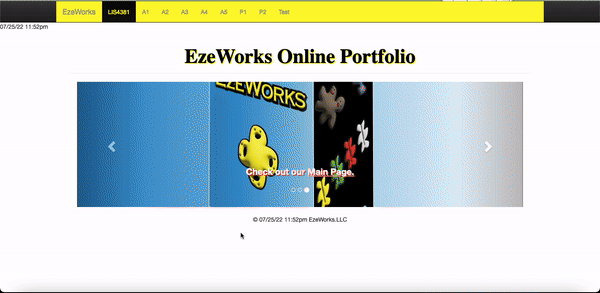 EzeWorks LIS4381 A1 A2 A3 A4 A5 P1 P2 Test
07/25/22 11:52pm
EzeWorks Online Portfolio
EZEWORKS
Check out our Main Page.
© 07/25/22 11:52pm EzeWorks.LLC